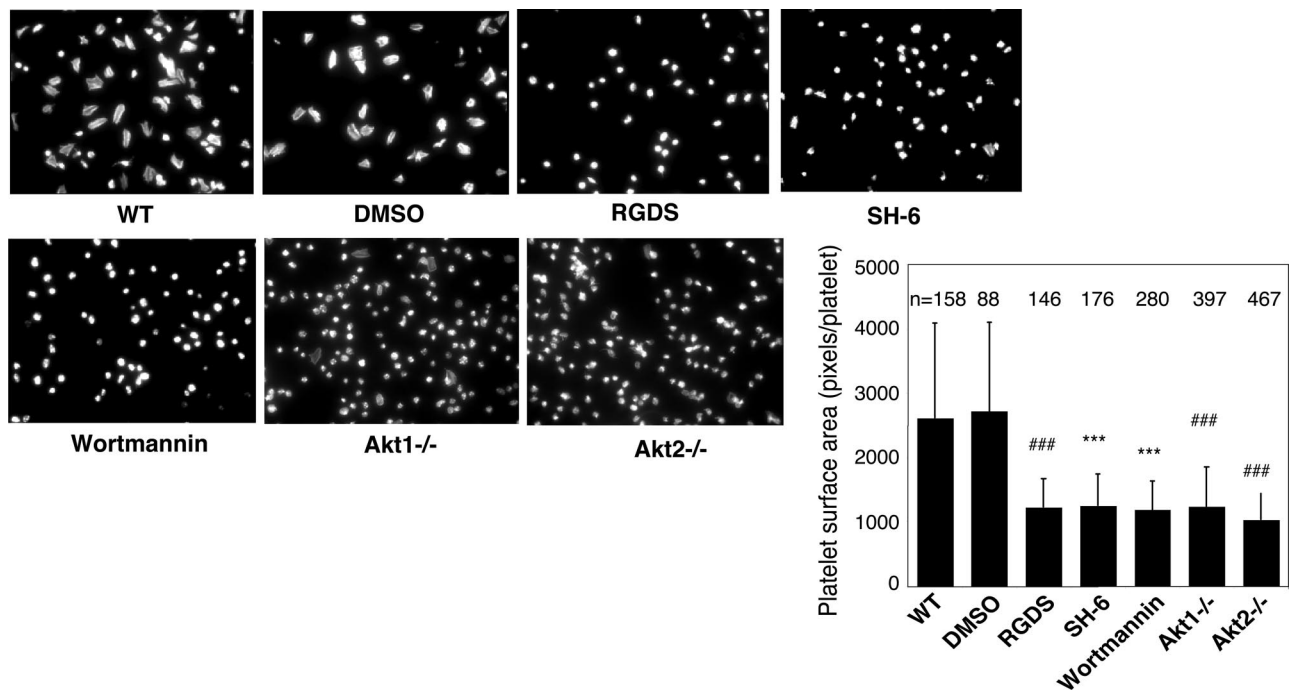 WT
DMSO
RGDS
SH-6
Wortmannin
Akt1-/-
Akt2-/-
Platelet surface area (pixels/platelet)
5000
4000
3000
2000
1000
0
n=158 88 146 176 280 397 467
### *** *** ### ###
WT
DMSO
RGDS
SH-6
Wortmannin
Akt1-/-
Akt2-/-